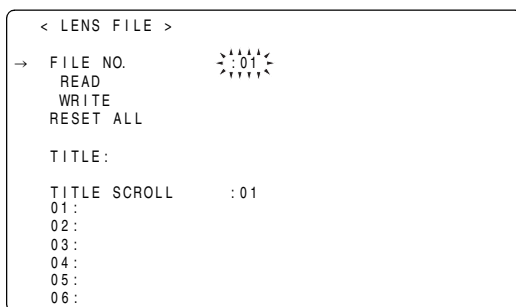 < LENS FILE >
→ FILE NO. :01
READ
WRITE
RESET ALL
TITLE:
TITLE SCROLL :01
01:
02:
03:
04:
05:
06: